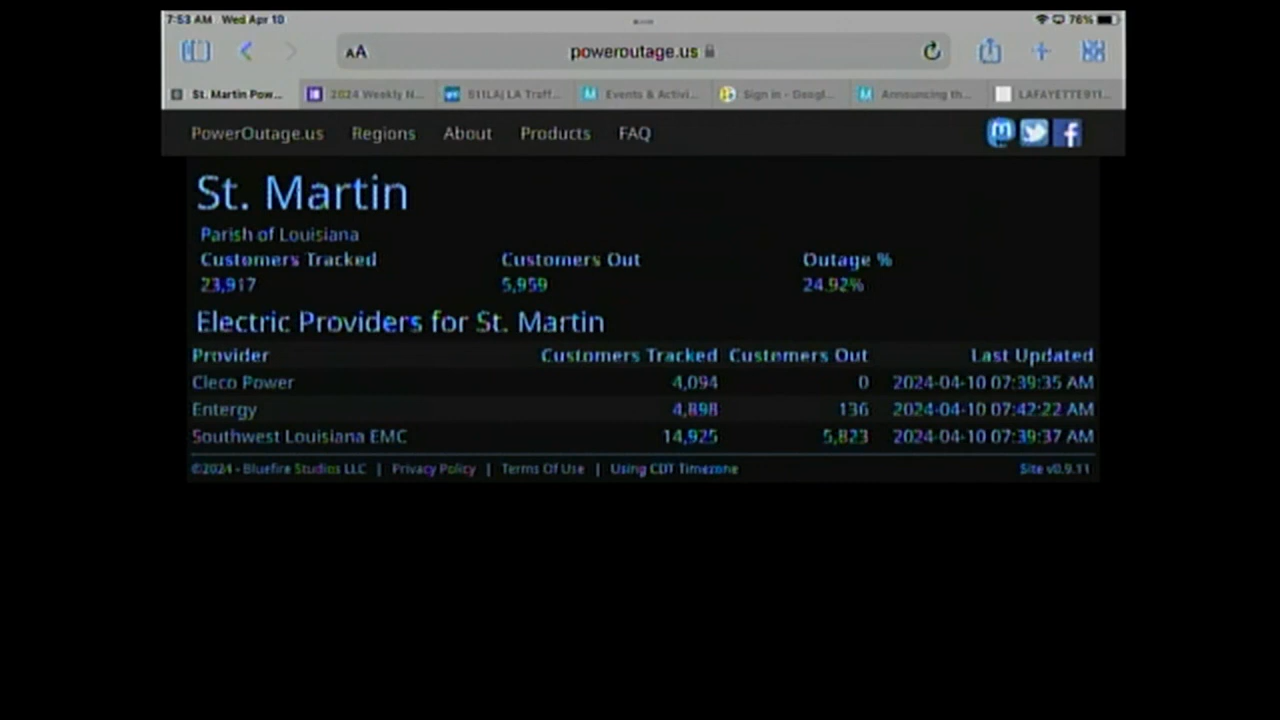 7:53 AM Wed Apr 10 76%
AA poweroutage.us
St. Martin Pow... 2024 Weekly N... 511LA| LA Traff... Events & Activi... Sign in - Googl... Announcing th... LAFAYETTE911...
PowerOutage.us Regions About Products FAQ
St. Martin
Parish of Louisiana
Customers Tracked Customers Out Outage %
23,917 5,959 24.92%
Electric Providers for St. Martin
Provider Customers Tracked Customers Out Last Updated
Cleco Power 4,094 0 2024-04-10 07:39:35 AM
Entergy 4,898 136 2024-04-10 07:42:22 AM
Southwest Louisiana EMC 14,925 5,823 2024-04-10 07:39:37 AM
©2024 - Bluefire Studios LLC | Privacy Policy | Terms Of Use | Using CDT Timezone Site v0.9.11